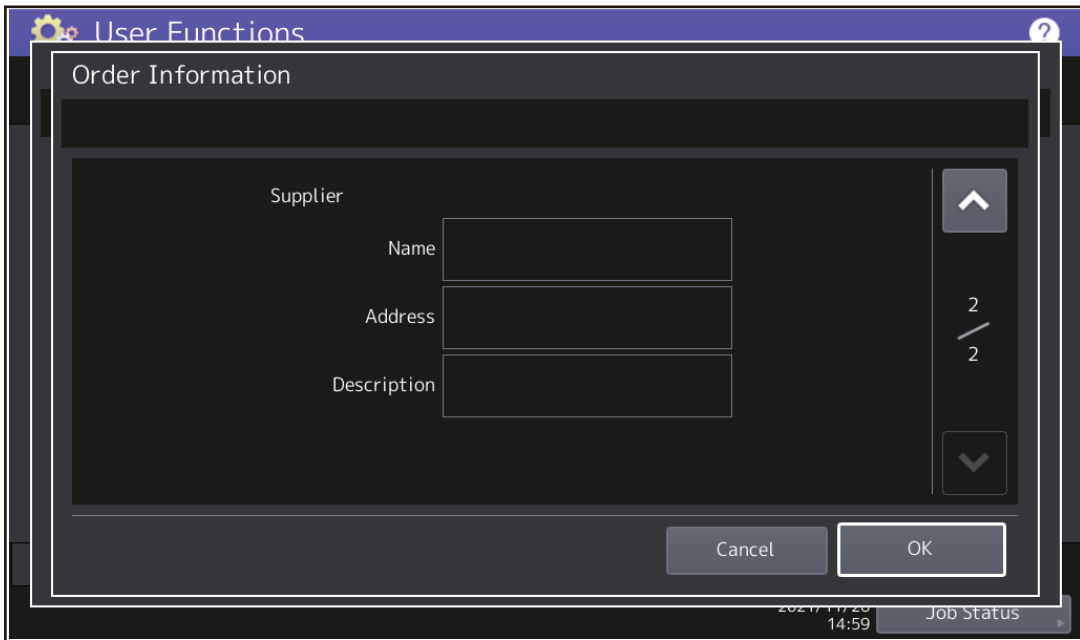 User Functions
?
Order Information
Supplier
Name
Address
Description
2
2
Cancel
OK
14:59
Job Status